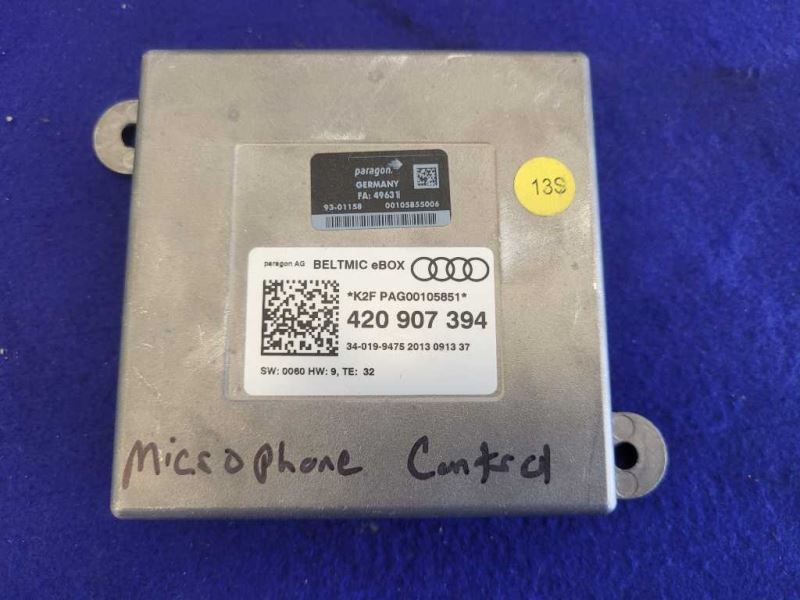 paragon
GERMANY
FA: 49631
93-01158 00105855006
13S
paragon AG BELTMIC eBOX
*K2F PAG00105851*
420 907 394
34-019-9475 2013 0913 37
SW: 0060 HW: 9, TE: 32
Microphone Control